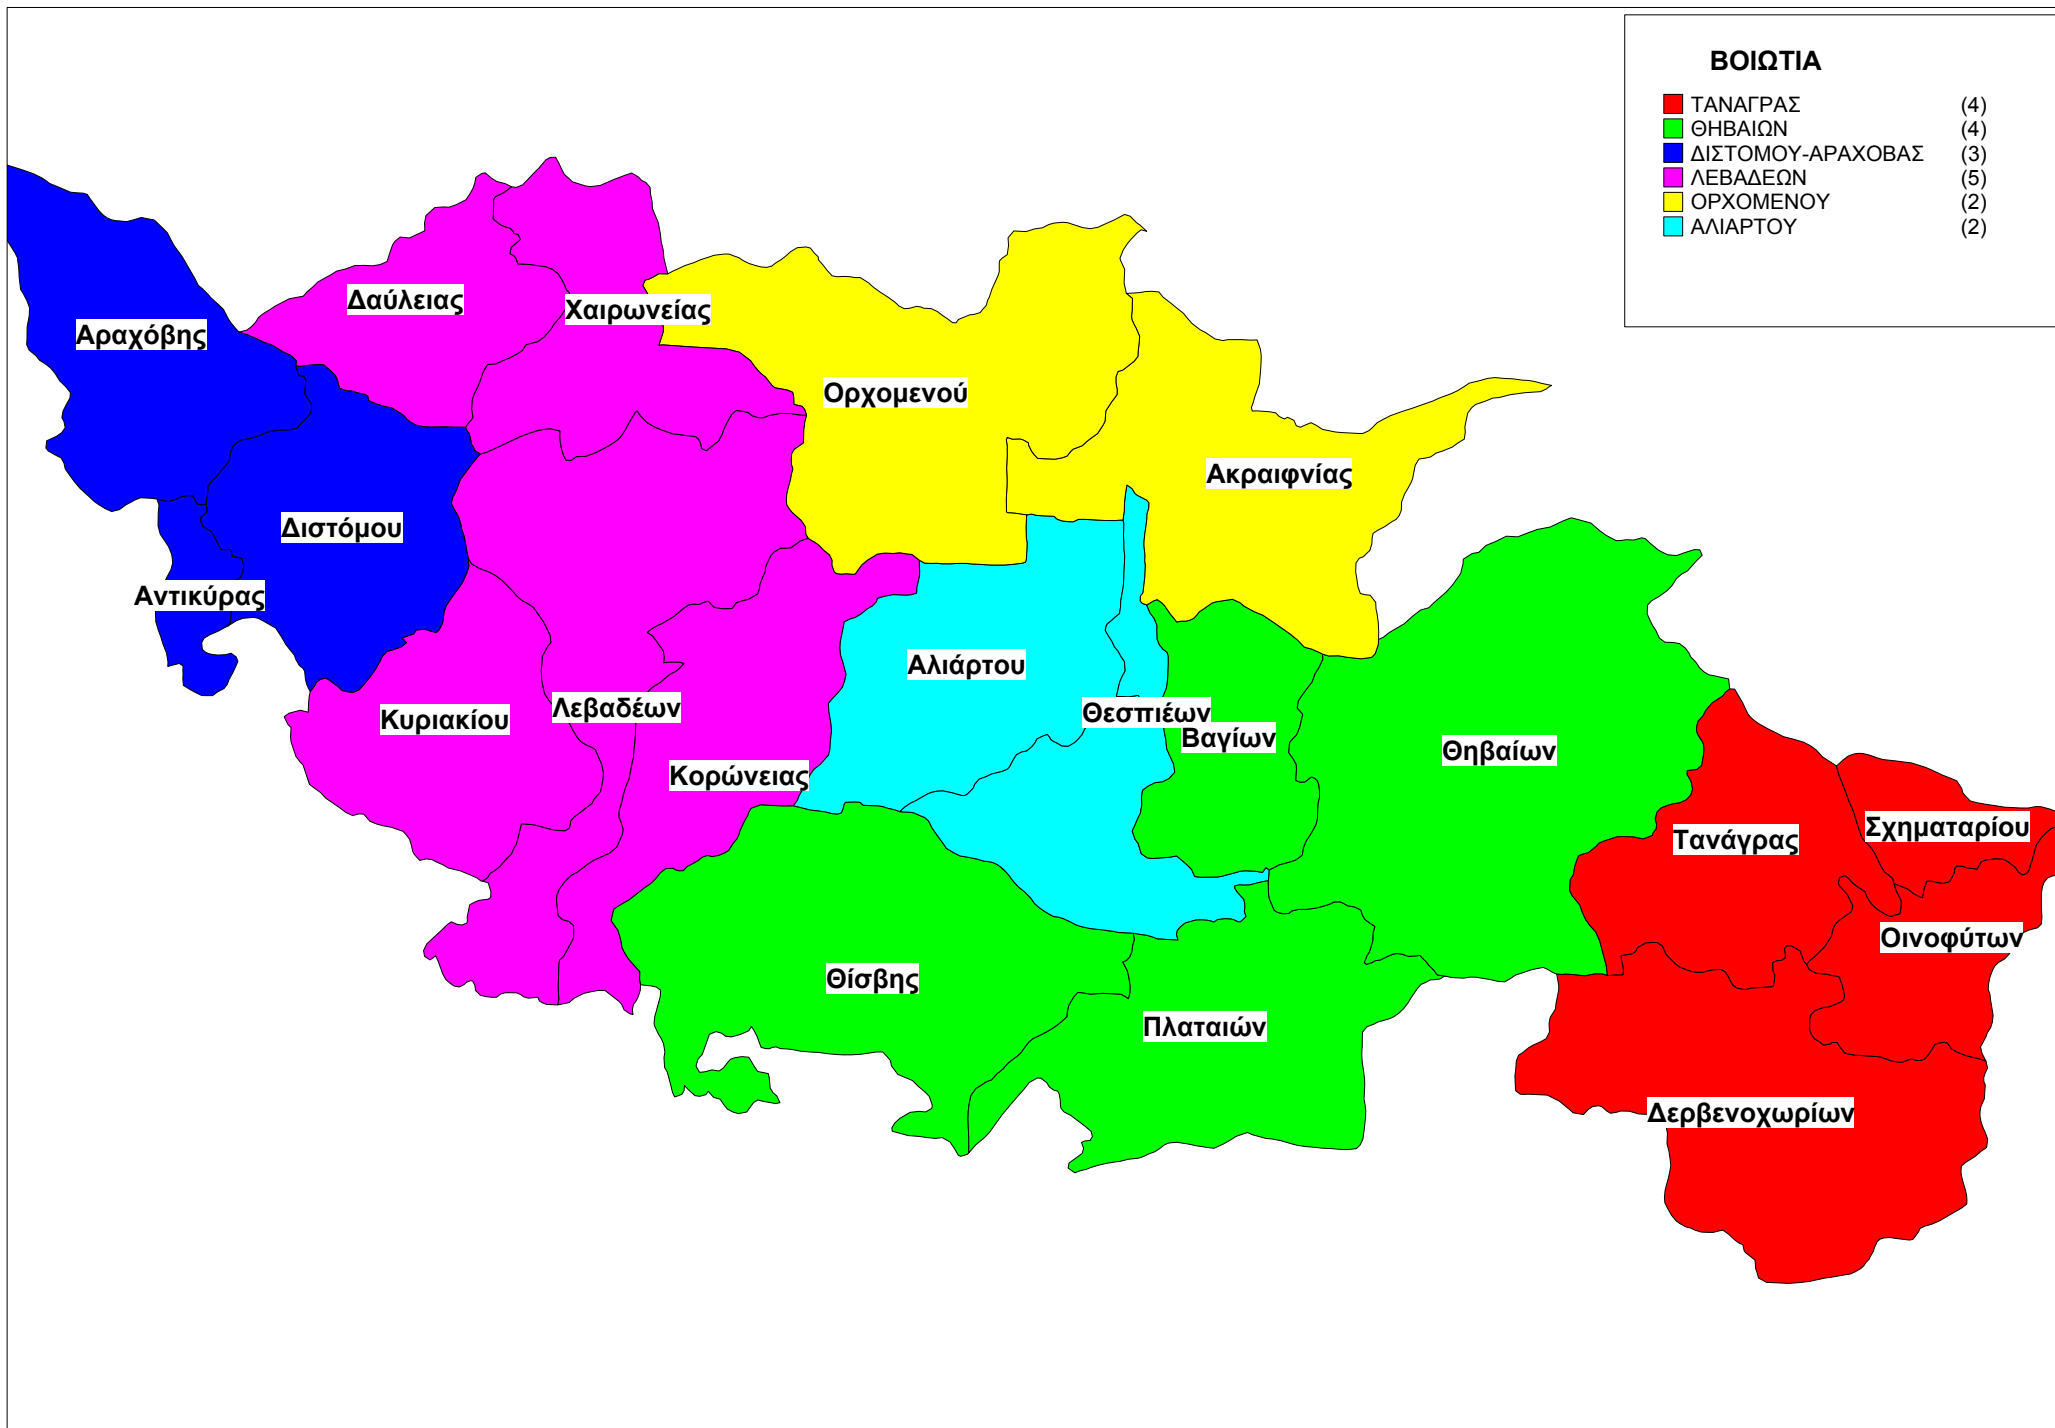 ΒΟΙΩΤΙΑ
ΤΑΝΑΓΡΑΣ (4)
ΘΗΒΑΙΩΝ (4)
ΔΙΣΤΟΜΟΥ-ΑΡΑΧΟΒΑΣ (3)
ΛΕΒΑΔΕΩΝ (5)
ΟΡΧΟΜΕΝΟΥ (2)
ΑΛΙΑΡΤΟΥ (2)
Δαύλειας
Χαιρωνείας
Αραχόβης
Ορχομενού
Ακραιφνίας
Διστόμου
Αντικύρας
Αλιάρτου
Λεβαδέων
Θεσπιέων
Κυριακίου
Βαγίων
Θηβαίων
Κορώνειας
Σχηματαρίου
Τανάγρας
Οινοφύτων
Θίσβης
Πλαταιών
Δερβενοχωρίων